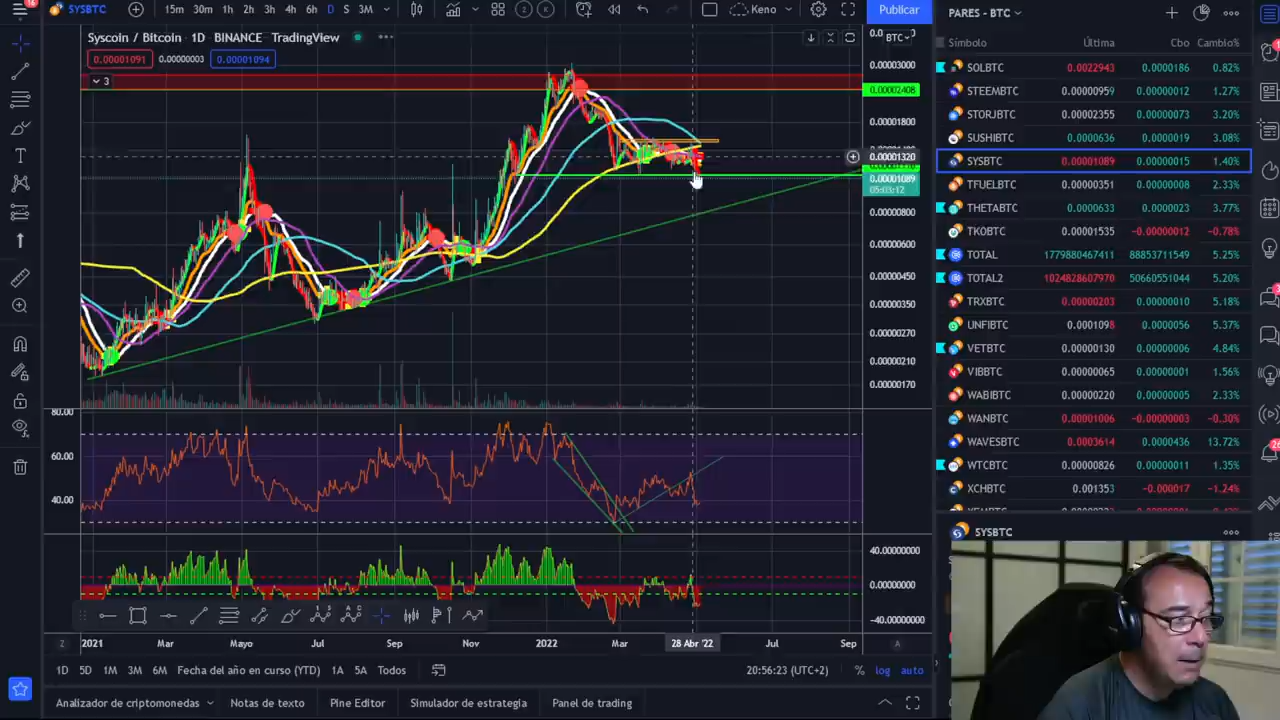 16
SYSBTC
15m 30m 1h 2h 3h 4h 6h D S 3M
Keno
Publicar
PARES - BTC
Syscoin / Bitcoin · 1D · BINANCE · TradingView
BTC
0.00001091 0.00000003 0.00001094
3
0.00003000
0.00002408
0.00001800
0.00001320
0.00001089
05:03:12
0.00000800
0.00000600
0.00000450
0.00000350
0.00000270
0.00000210
0.00000170
80.00
60.00
40.00
40.00000000
0.00000000
-40.00000000
Z 2021 Mar Mayo Jul Sep Nov 2022 Mar 28 Abr '22 Jul Sep A
1D 5D 1M 3M 6M Fecha del año en curso (YTD) 1A 5A Todos
20:56:23 (UTC+2) % log auto
Analizador de criptomonedas Notas de texto Pine Editor Simulador de estrategia Panel de trading
Símbolo Última Cbo Cambio%
SOLBTC 0.0022943 0.0000186 0.82%
STEEMBTC 0.00000959 0.00000012 1.27%
STORJBTC 0.00002355 0.00000073 3.20%
SUSHIBTC 0.0000636 0.0000019 3.08%
SYSBTC 0.00001089 0.00000015 1.40%
TFUELBTC 0.00000351 0.00000008 2.33%
THETABTC 0.0000633 0.0000023 3.77%
TKOBTC 0.00001535 -0.00000012 -0.78%
TOTAL 1779880467411 88853711549 5.25%
TOTAL2 1024828607970 50660551044 5.20%
TRXBTC 0.00000203 0.00000010 5.18%
UNFIBTC 0.0001098 0.0000056 5.37%
VETBTC 0.00000130 0.00000006 4.84%
VIBBTC 0.00000065 0.00000001 1.56%
WABIBTC 0.00000220 0.00000005 2.33%
WANBTC 0.00001006 -0.00000003 -0.30%
WAVESBTC 0.0003614 0.0000436 13.72%
WTCBTC 0.00000826 0.00000011 1.35%
XCHBTC 0.001353 -0.000017 -1.24%
SYSBTC